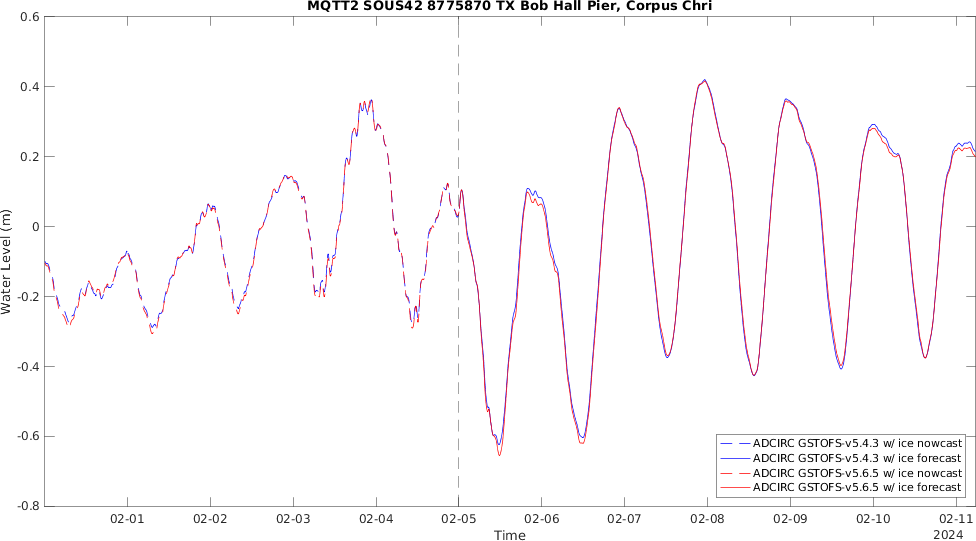 MQTT2 SOUS42 8775870 TX Bob Hall Pier, Corpus Chri
0.6
0.4
0.2
0
-0.2
-0.4
-0.6
-0.8
Water Level (m)
ADCIRC GSTOFS-v5.4.3 w/ ice nowcast
ADCIRC GSTOFS-v5.4.3 w/ ice forecast
ADCIRC GSTOFS-v5.6.5 w/ ice nowcast
ADCIRC GSTOFS-v5.6.5 w/ ice forecast
02-01 02-02 02-03 02-04 02-05 02-06 02-07 02-08 02-09 02-10 02-11
Time 2024